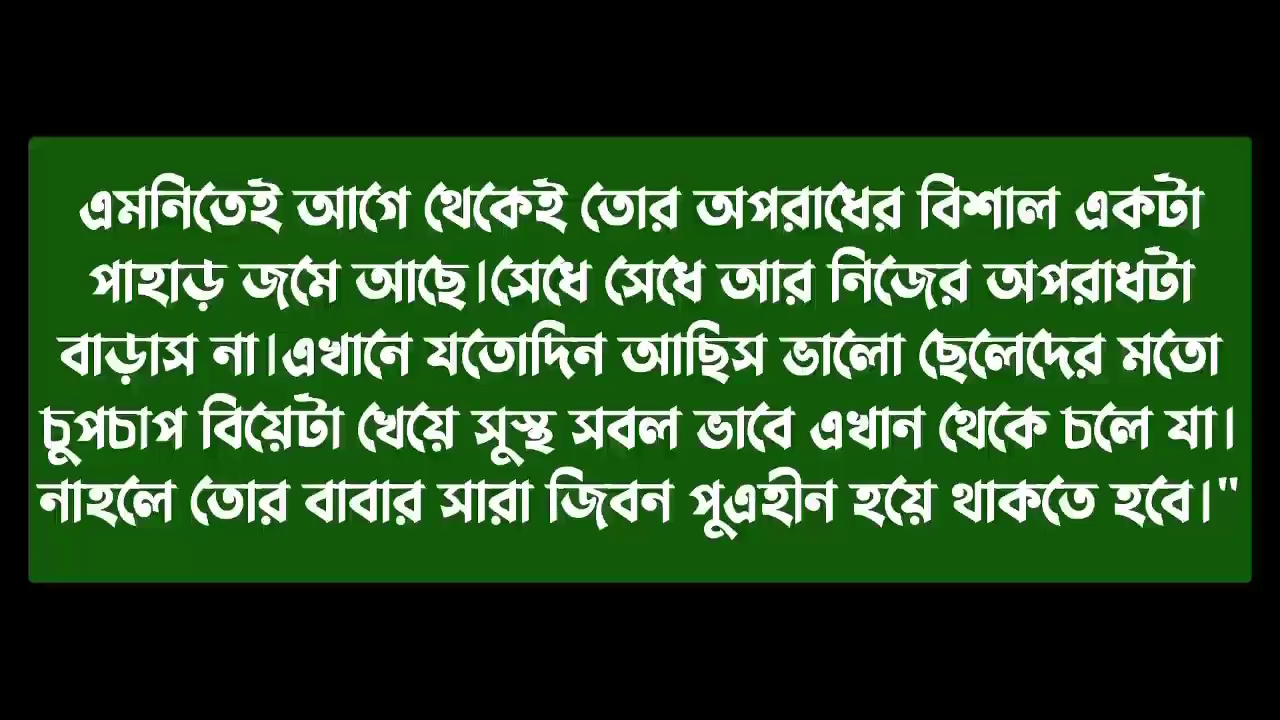 এমনিতেই আগে থেকেই তোর অপরাধের বিশাল একটা
পাহাড় জমে আছে।সেধে সেধে আর নিজের অপরাধটা
বাড়াস না।এখানে যতোদিন আছিস ভালো ছেলেদের মতো
চুপচাপ বিয়েটা খেয়ে সুস্থ সবল ভাবে এখান থেকে চলে যা।
নাহলে তোর বাবার সারা জিবন পুএহীন হয়ে থাকতে হবে।"